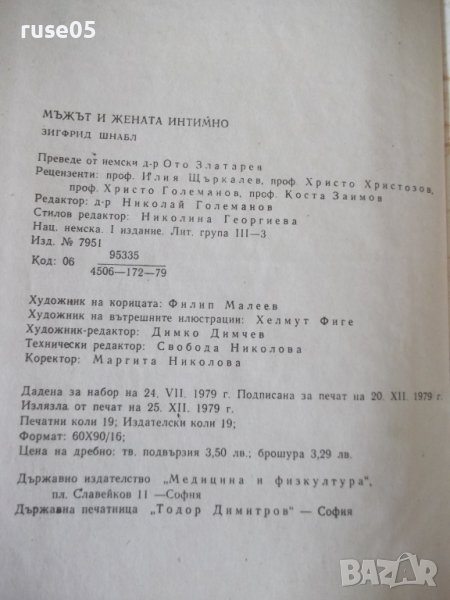 ruse05
МЪЖЪТ И ЖЕНАТА ИНТИМНО
ЗИГФРИД ШНАБЛ
Преведе от немски д-р Ото Златарев
Рецензенти: проф. Илия Щъркалев, проф. Христо Христозов,
проф. Христо Големанов, проф. Коста Заимов
Редактор: д-р Николай Големанов
Стилов редактор: Николина Георгиева
Нац. немска. I издание. Лит. група III—3
Изд. № 7951
95335
Код: 06
4506—172—79
Художник на корицата: Филип Малеев
Художник на вътрешните илюстрации: Хелмут Фиге
Художник-редактор: Димко Димчев
Технически редактор: Свобода Николова
Коректор: Маргита Николова
Дадена за набор на 24. VII. 1979 г. Подписана за печат на 20. XII. 1979 г.
Излязла от печат на 25. XII. 1979 г.
Печатни коли 19; Издателски коли 19;
Формат: 60X90/16;
Цена на дребно: тв. подвързия 3,50 лв.; брошура 3,29 лв.
Държавно издателство „Медицина и физкултура",
пл. Славейков 11 —София
Държавна печатница „Тодор Димитров" — София
BAZAR
.bg